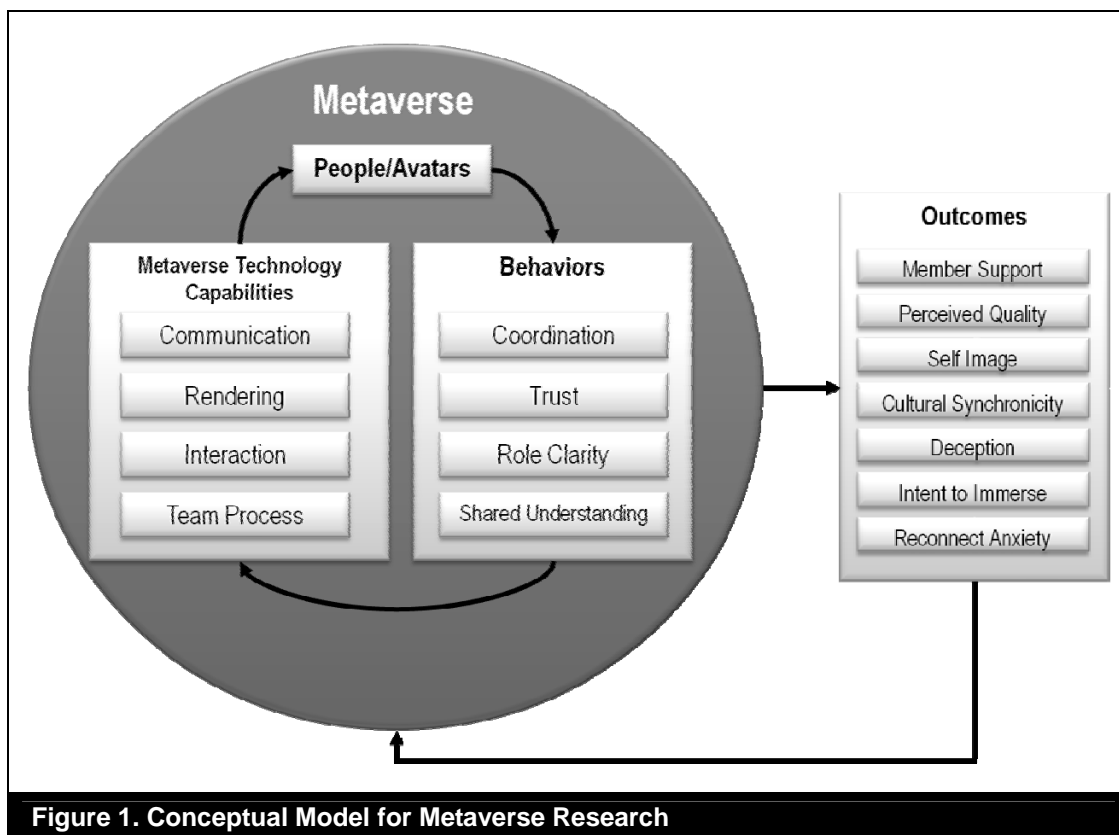 Metaverse
People/Avatars
Metaverse Technology
Capabilities
Communication
Rendering
Interaction
Team Process
Behaviors
Coordination
Trust
Role Clarity
Shared Understanding
Outcomes
Member Support
Perceived Quality
Self Image
Cultural Synchronicity
Deception
Intent to Immerse
Reconnect Anxiety
Figure 1. Conceptual Model for Metaverse Research